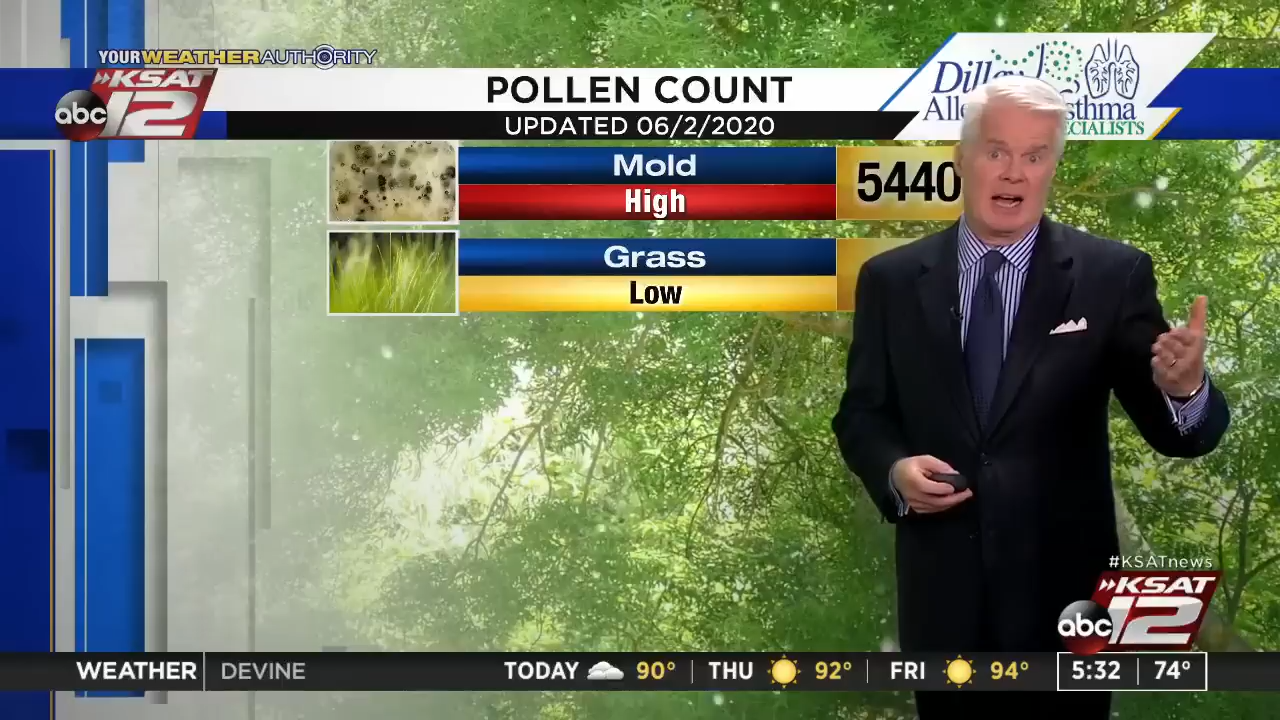 YOUR WEATHER AUTHORITY
KSAT
abc 12
POLLEN COUNT
UPDATED 06/2/2020
Mold
High
5440
Grass
Low
#KSATnews
KSAT
abc 12
WEATHER DEVINE TODAY 90° THU 92° FRI 94° 5:32 74°